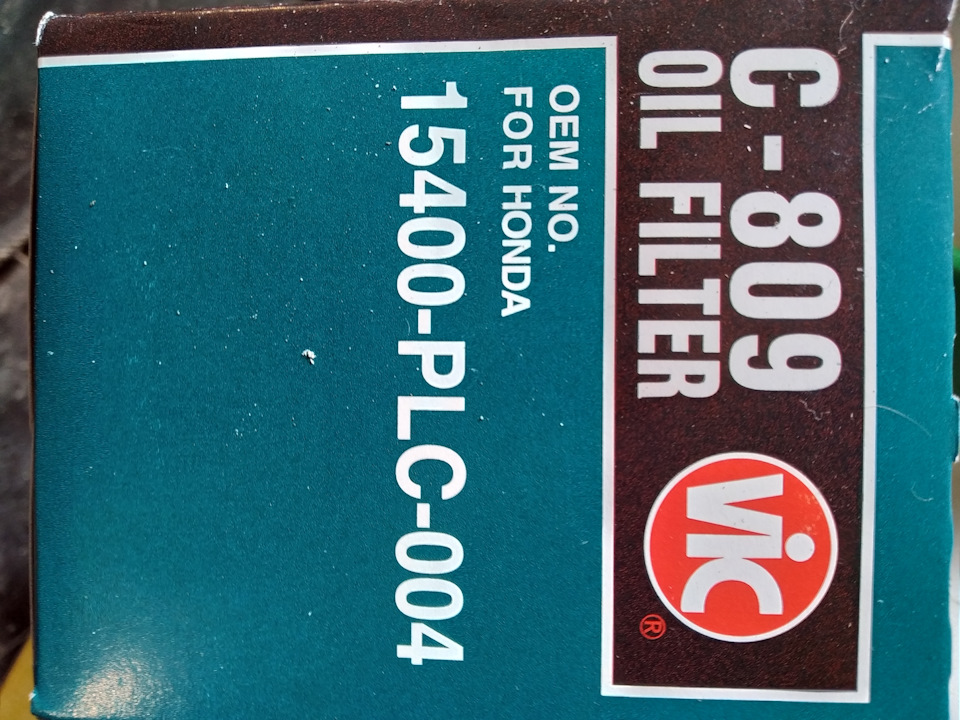 C-809
OIL FILTER
vic
®
OEM NO.
FOR HONDA
15400-PLC-004